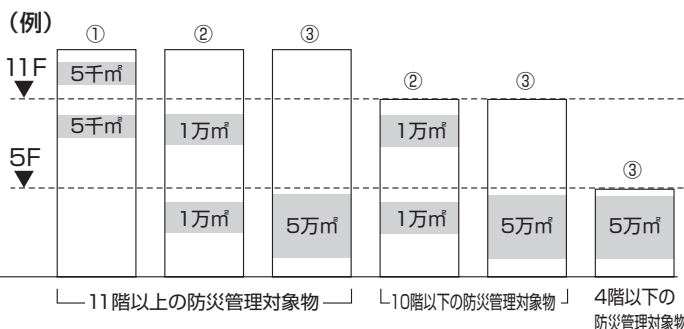 (例)
① ② ③
11F 5千㎡
② ③
5千㎡ 1万㎡ 1万㎡
5F
③
1万㎡ 5万㎡ 1万㎡ 5万㎡ 5万㎡
11階以上の防災管理対象物 10階以下の防災管理対象物 4階以下の
防災管理対象物